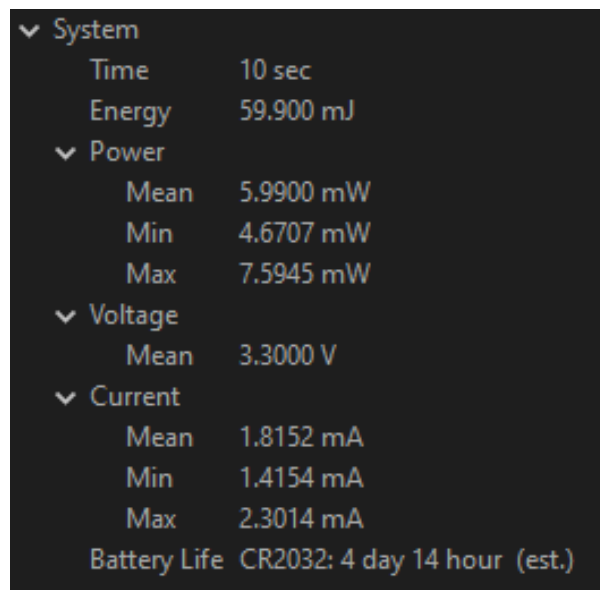 System
Time 10 sec
Energy 59.900 mJ
Power
Mean 5.9900 mW
Min 4.6707 mW
Max 7.5945 mW
Voltage
Mean 3.3000 V
Current
Mean 1.8152 mA
Min 1.4154 mA
Max 2.3014 mA
Battery Life CR2032: 4 day 14 hour (est.)